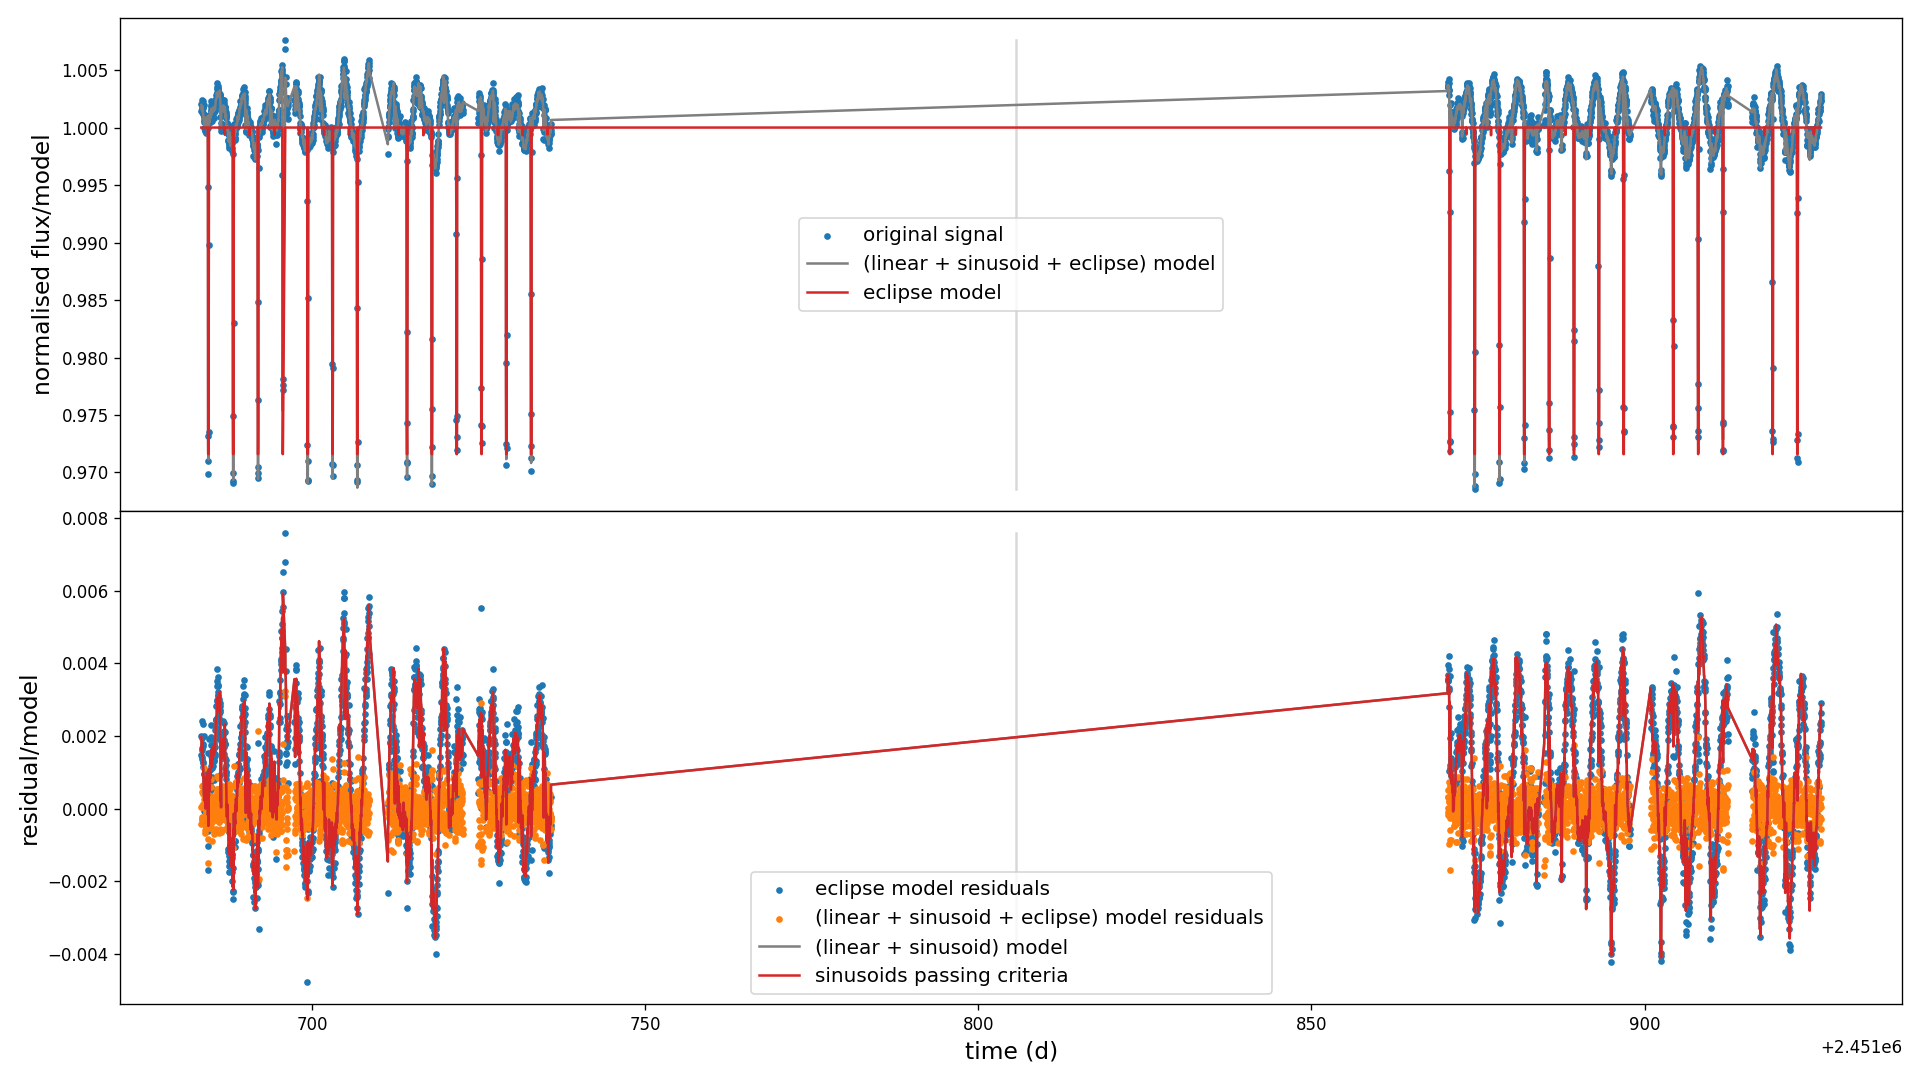 normalised flux/model
1.005
1.000
0.995
0.990
0.985
0.980
0.975
0.970
original signal
(linear + sinusoid + eclipse) model
eclipse model
residual/model
0.008
0.006
0.004
0.002
0.000
−0.002
−0.004
eclipse model residuals
(linear + sinusoid + eclipse) model residuals
(linear + sinusoid) model
sinusoids passing criteria
700
750
800
850
900
time (d)
+2.451e6